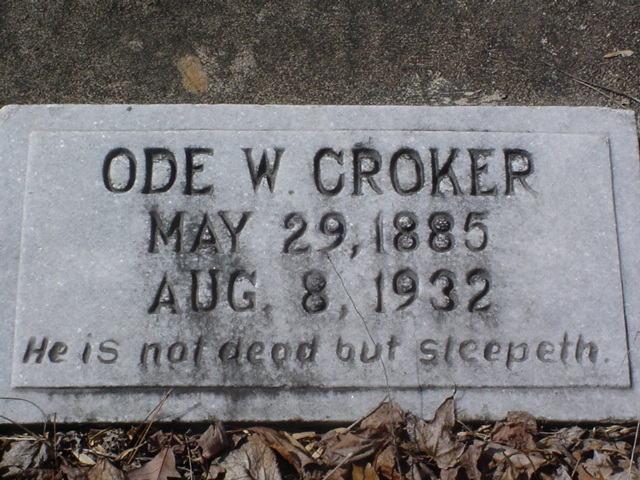 ODE W. CROKER
MAY 29, 1885
AUG. 8, 1932
He is not dead but sleepeth.